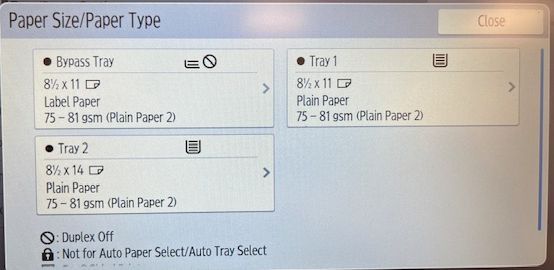 Paper Size/Paper Type
Close
Bypass Tray
8½ x 11
Label Paper
75 – 81 gsm (Plain Paper 2)
Tray 1
8½ x 11
Plain Paper
75 – 81 gsm (Plain Paper 2)
Tray 2
8½ x 14
Plain Paper
75 – 81 gsm (Plain Paper 2)
: Duplex Off
: Not for Auto Paper Select/Auto Tray Select